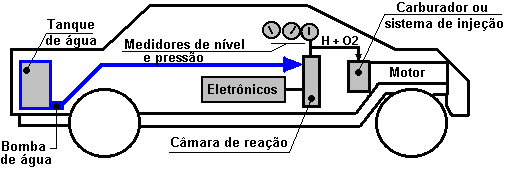 Tanque
de água
Medidores de nível
e pressão
H + O2
Carburador ou
sistema de injeção
Motor
Eletrônicos
Bomba
de água
Câmara de reação